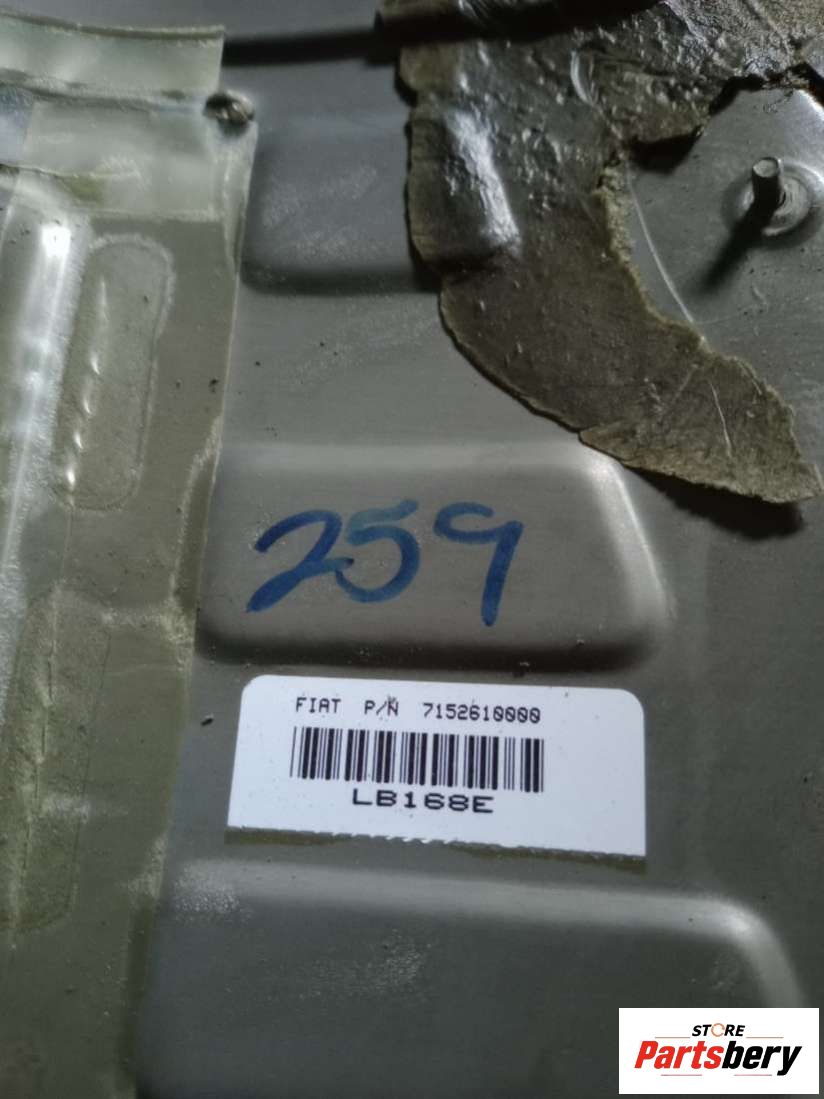 259
FIAT P/N 7152610000
LB168E
STORE
Partsbery